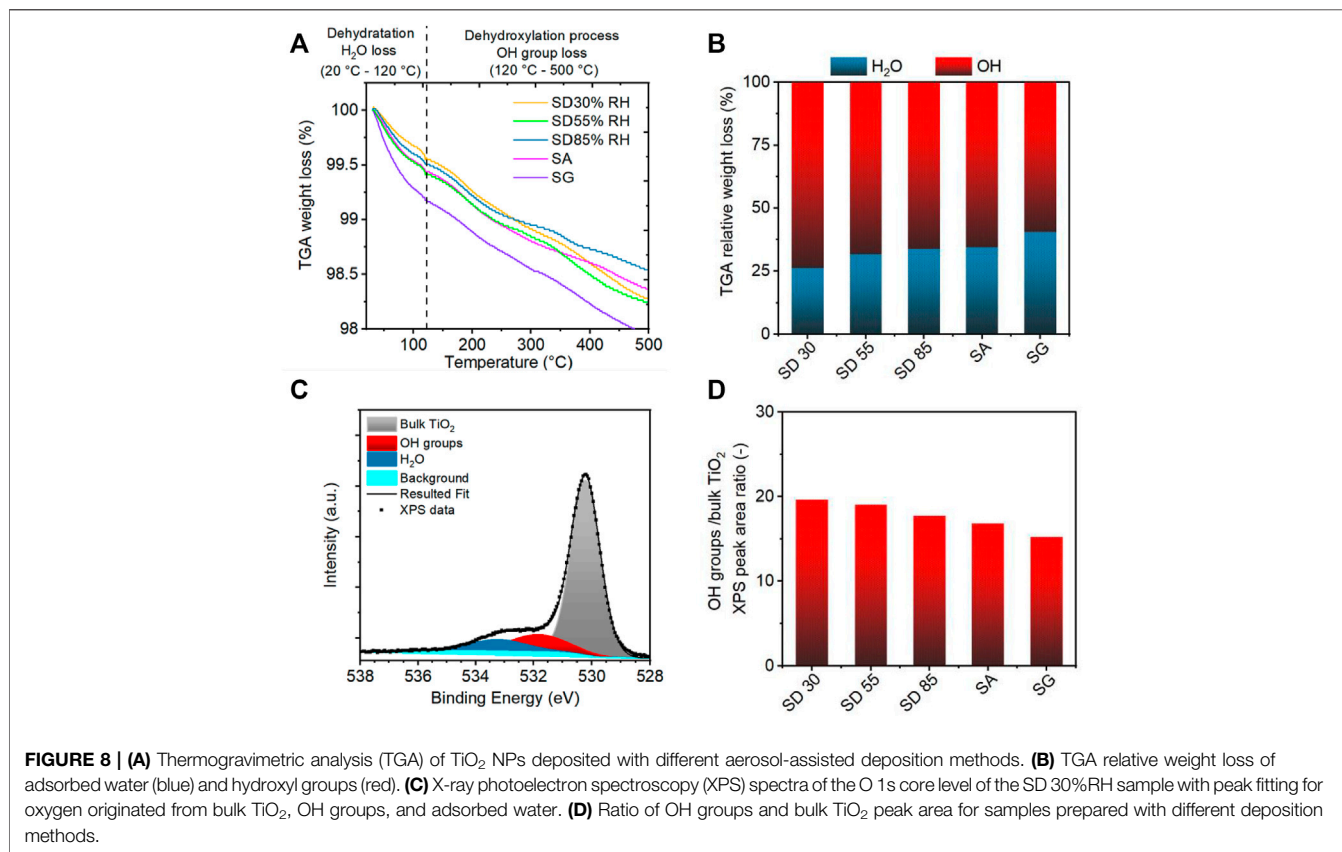 A
Dehydratation
H2O loss
(20 °C - 120 °C)
Dehydroxylation process
OH group loss
(120 °C - 500 °C)
TGA weight loss (%)
100
99.5
99
98.5
98
SD30% RH
SD55% RH
SD85% RH
SA
SG
100 200 300 400 500
Temperature (°C)
B
H2O OH
TGA relative weight loss (%)
100
75
50
25
0
SD 30 SD 55 SD 85 SA SG
C
Bulk TiO2
OH groups
H2O
Background
Resulted Fit
XPS data
Intensity (a.u.)
538 536 534 532 530 528
Binding Energy (eV)
D
OH groups /bulk TiO2
XPS peak area ratio (-)
30
20
10
0
SD 30 SD 55 SD 85 SA SG
FIGURE 8 | (A) Thermogravimetric analysis (TGA) of TiO2 NPs deposited with different aerosol-assisted deposition methods. (B) TGA relative weight loss of
adsorbed water (blue) and hydroxyl groups (red). (C) X-ray photoelectron spectroscopy (XPS) spectra of the O 1s core level of the SD 30%RH sample with peak fitting for
oxygen originated from bulk TiO2, OH groups, and adsorbed water. (D) Ratio of OH groups and bulk TiO2 peak area for samples prepared with different deposition
methods.